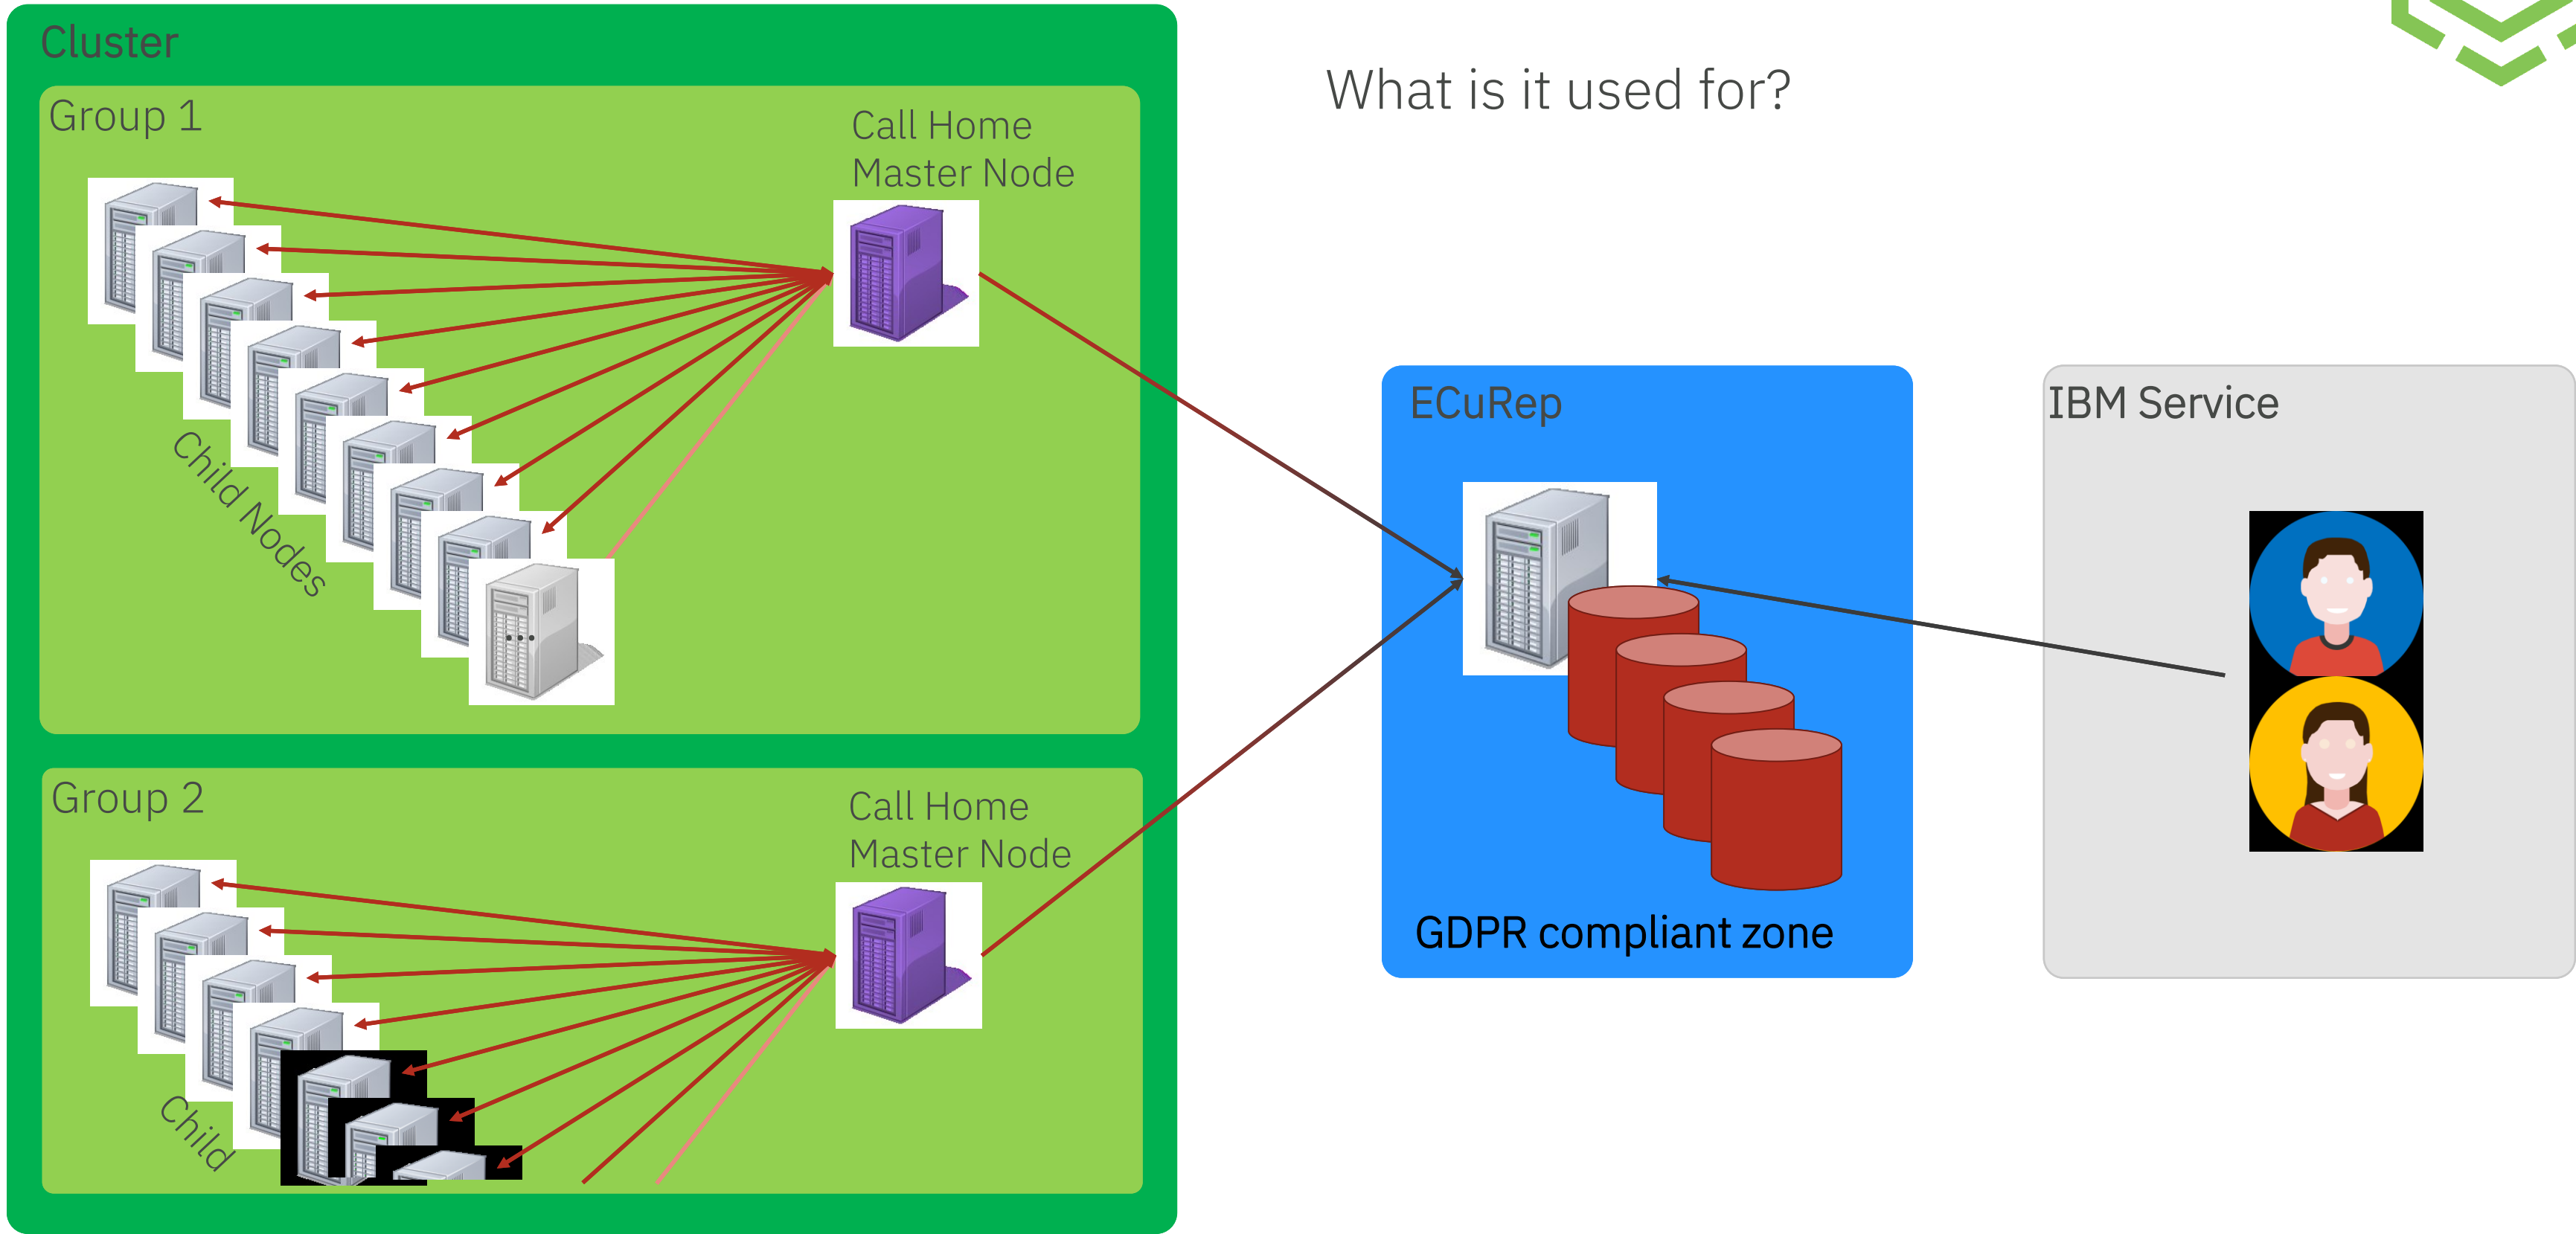 Cluster
What is it used for?
Group 1
Call Home
Master Node
Child Nodes
ECuRep
GDPR compliant zone
IBM Service
Group 2
Call Home
Master Node
Child